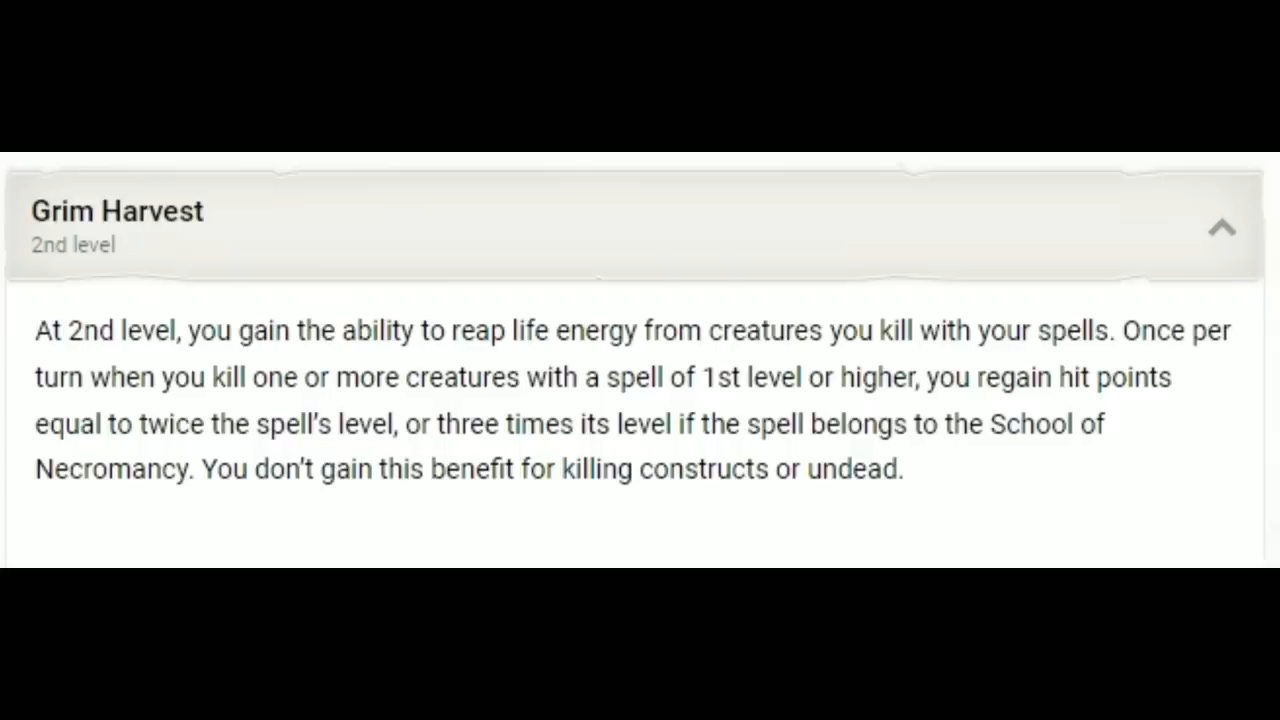 Grim Harvest
2nd level
At 2nd level, you gain the ability to reap life energy from creatures you kill with your spells. Once per
turn when you kill one or more creatures with a spell of 1st level or higher, you regain hit points
equal to twice the spell’s level, or three times its level if the spell belongs to the School of
Necromancy. You don’t gain this benefit for killing constructs or undead.